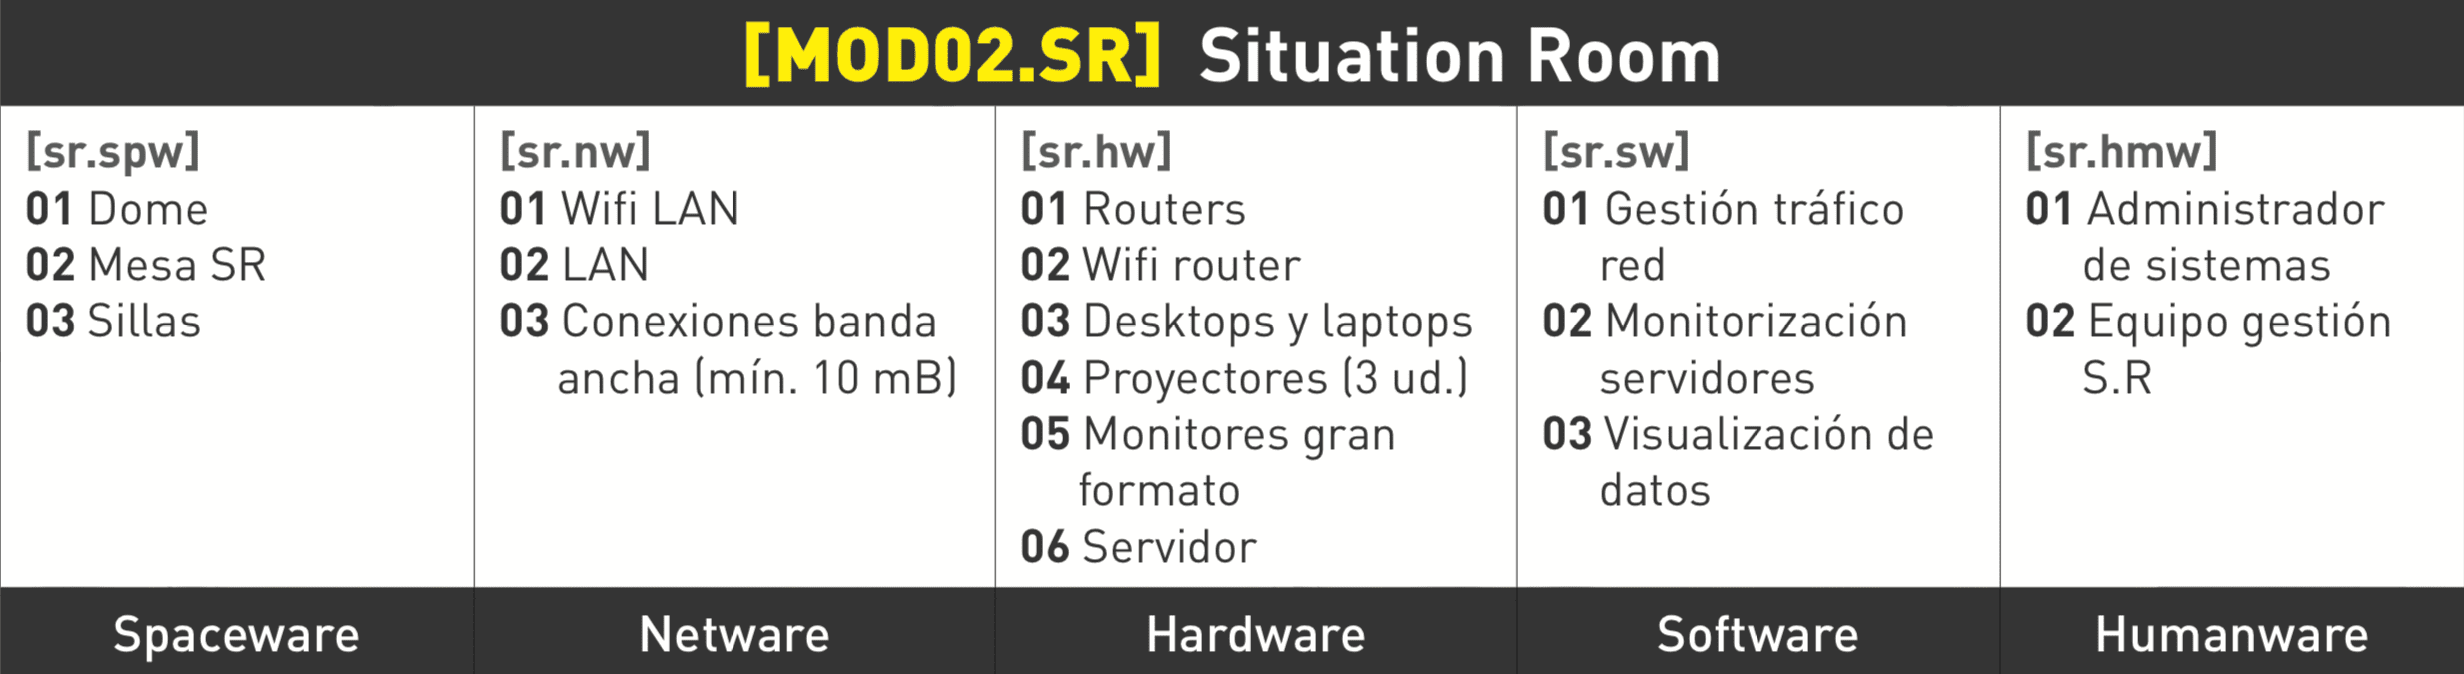 [MOD02.SR] Situation Room
[sr.spw]
01 Dome
02 Mesa SR
03 Sillas
[sr.nw]
01 Wifi LAN
02 LAN
03 Conexiones banda
ancha (mín. 10 mB)
[sr.hw]
01 Routers
02 Wifi router
03 Desktops y laptops
04 Proyectores (3 ud.)
05 Monitores gran
formato
06 Servidor
[sr.sw]
01 Gestión tráfico
red
02 Monitorización
servidores
03 Visualización de
datos
[sr.hmw]
01 Administrador
de sistemas
02 Equipo gestión
S.R
Spaceware
Netware
Hardware
Software
Humanware